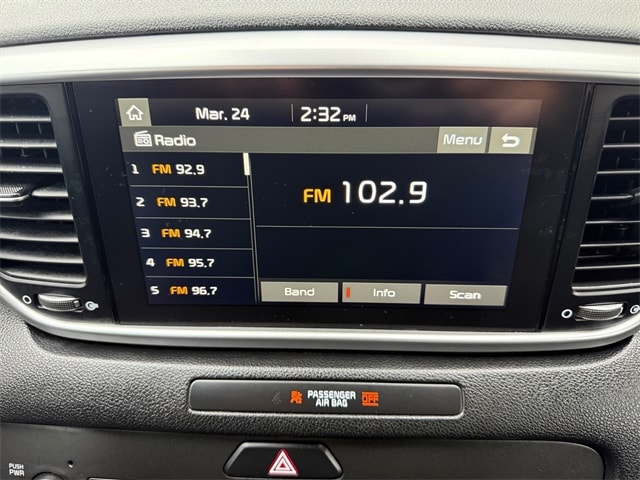 Mar. 24 2:32 PM
Radio Menu
1 FM 92.9
2 FM 93.7
3 FM 94.7
4 FM 95.7
5 FM 96.7
FM 102.9
Band Info Scan
PASSENGER
AIR BAG OFF
PUSH
PWR